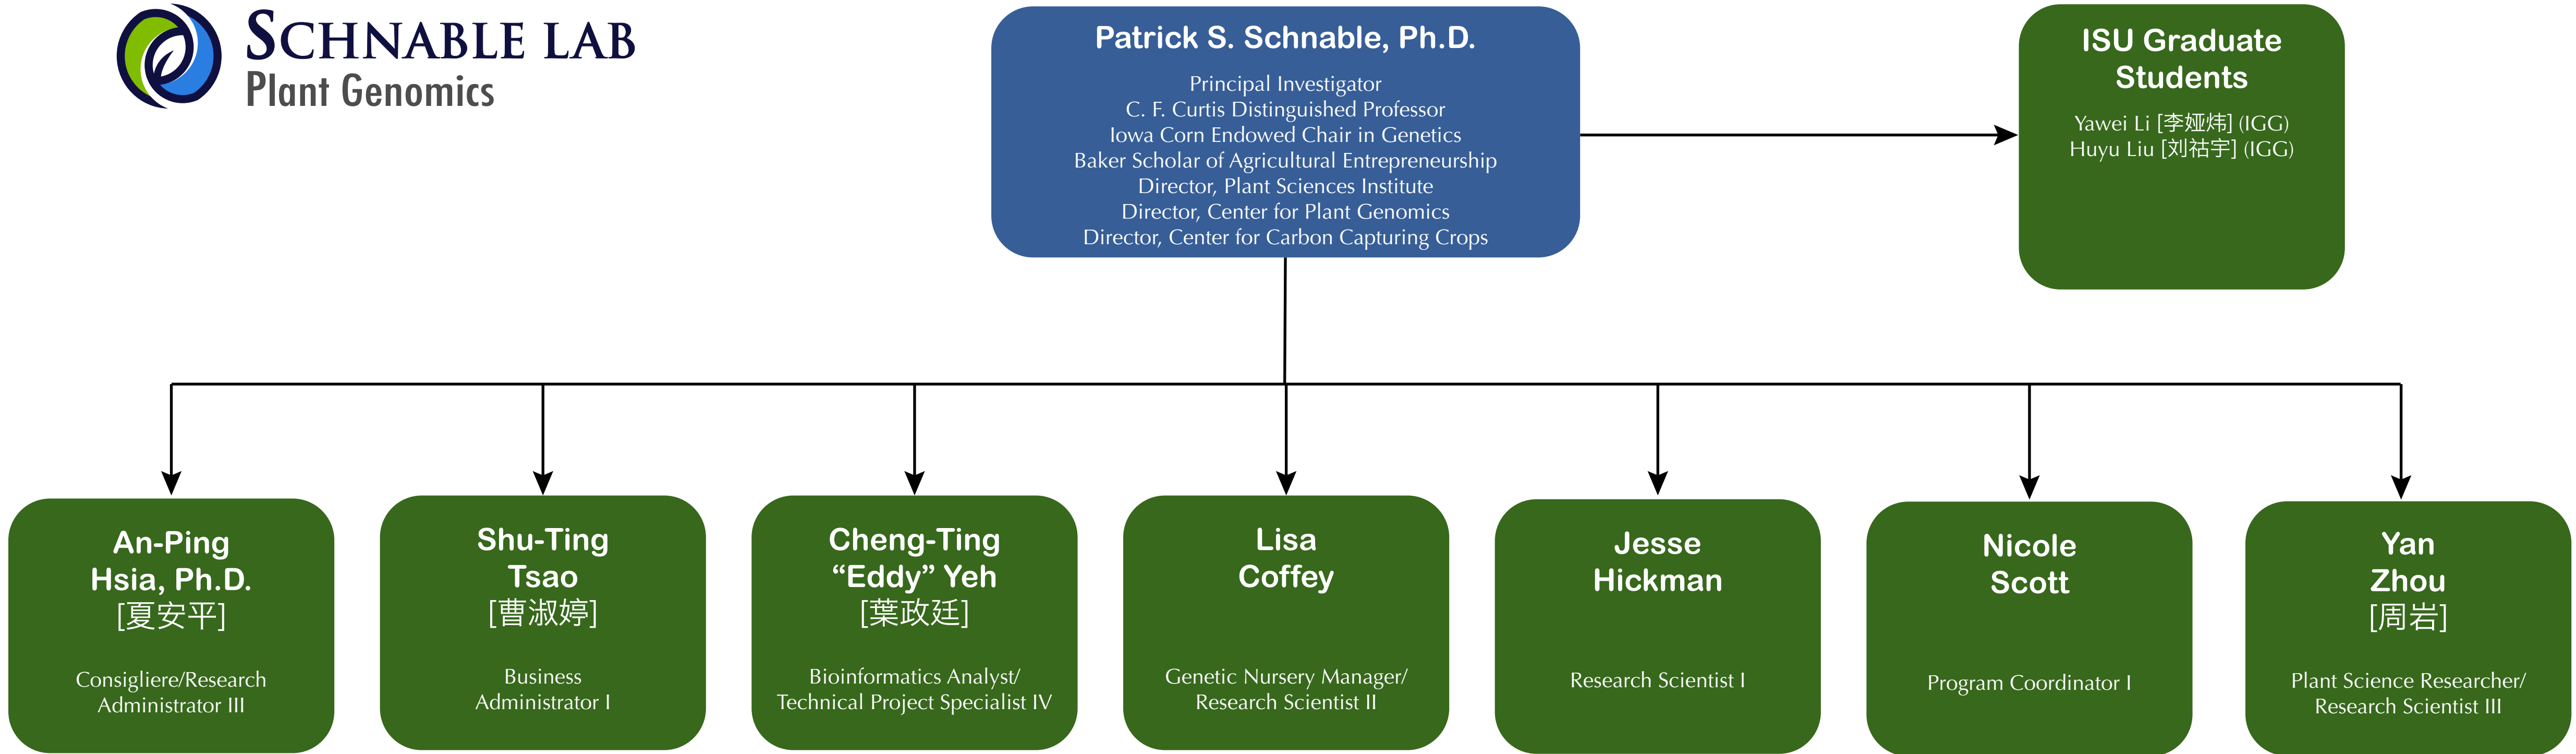 SCHNABLE LAB
Plant Genomics
Patrick S. Schnable, Ph.D.
Principal Investigator
C. F. Curtis Distinguished Professor
Iowa Corn Endowed Chair in Genetics
Baker Scholar of Agricultural Entrepreneurship
Director, Plant Sciences Institute
Director, Center for Plant Genomics
Director, Center for Carbon Capturing Crops
ISU Graduate
Students
Yawei Li [李娅炜] (IGG)
Huyu Liu [刘祜宇] (IGG)
An-Ping
Hsia, Ph.D.
[夏安平]
Consigliere/Research
Administrator III
Shu-Ting
Tsao
[曹淑婷]
Business
Administrator I
Cheng-Ting
“Eddy” Yeh
[葉政廷]
Bioinformatics Analyst/
Technical Project Specialist IV
Lisa
Coffey
Genetic Nursery Manager/
Research Scientist II
Jesse
Hickman
Research Scientist I
Nicole
Scott
Program Coordinator I
Yan
Zhou
[周岩]
Plant Science Researcher/
Research Scientist III